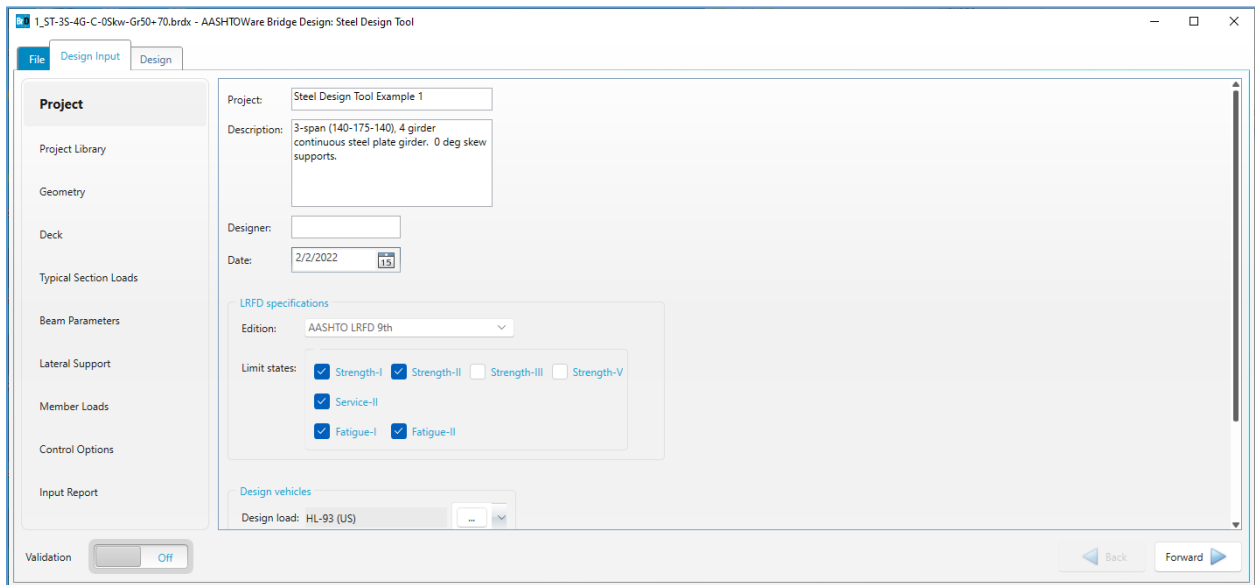 BrD 1_ST-3S-4G-C-0Skw-Gr50+70.brdx - AASHTOWare Bridge Design: Steel Design Tool
File Design Input Design
Project
Project Library
Geometry
Deck
Typical Section Loads
Beam Parameters
Lateral Support
Member Loads
Control Options
Input Report
Project: Steel Design Tool Example 1
Description: 3-span (140-175-140), 4 girder
continuous steel plate girder. 0 deg skew
supports.
Designer:
Date: 2/2/2022 15
LRFD specifications
Edition: AASHTO LRFD 9th
Limit states: Strength-I Strength-II Strength-III Strength-V
Service-II
Fatigue-I Fatigue-II
Design vehicles
Design load: HL-93 (US) ...
Validation Off Back Forward